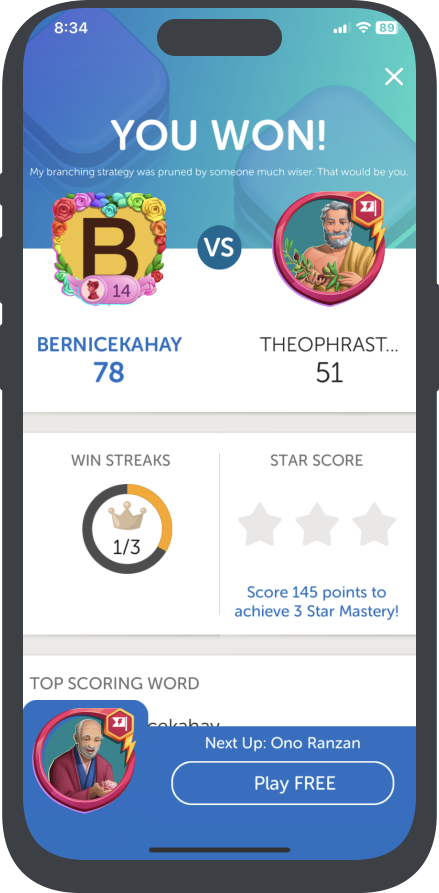 8:34
89
YOU WON!
My branching strategy was pruned by someone much wiser. That would be you.
B
14
VS
BERNICEKAHAY
THEOPHRAST...
78
51
WIN STREAKS
STAR SCORE
1/3
Score 145 points to
achieve 3 Star Mastery!
TOP SCORING WORD
cekahay
Next Up: Ono Ranzan
Play FREE